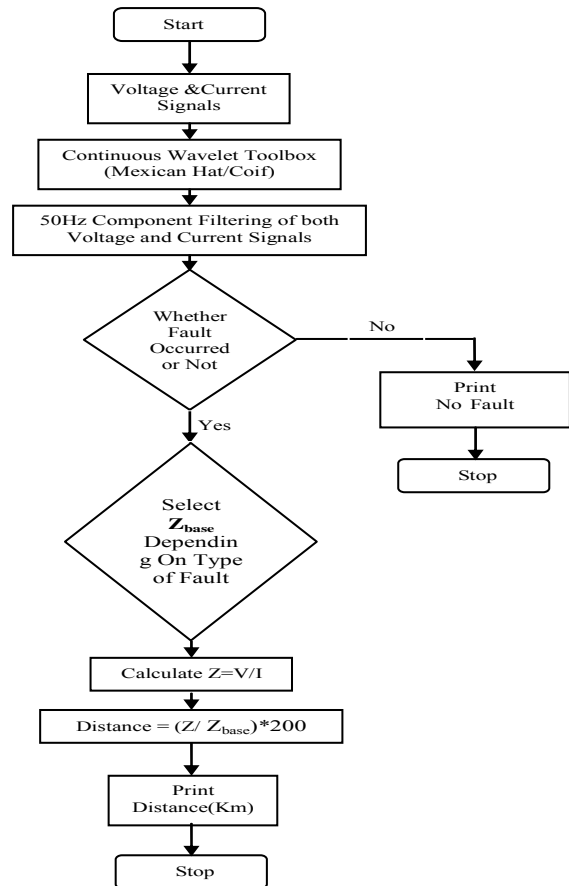 Start
Voltage &Current
Signals
Continuous Wavelet Toolbox
(Mexican Hat/Coif)
50Hz Component Filtering of both
Voltage and Current Signals
Whether
Fault
Occurred
or Not
No
Print
No Fault
Stop
Yes
Select
Zbase
Dependin
g On Type
of Fault
Calculate Z=V/I
Distance = (Z/ Zbase)*200
Print
Distance(Km)
Stop